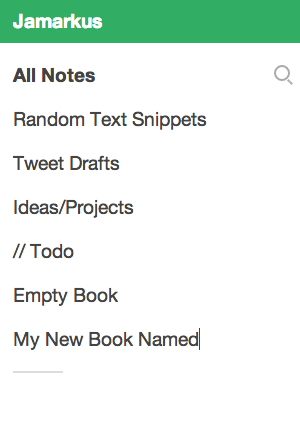 Jamarkus
All Notes
Random Text Snippets
Tweet Drafts
Ideas/Projects
// Todo
Empty Book
My New Book Named